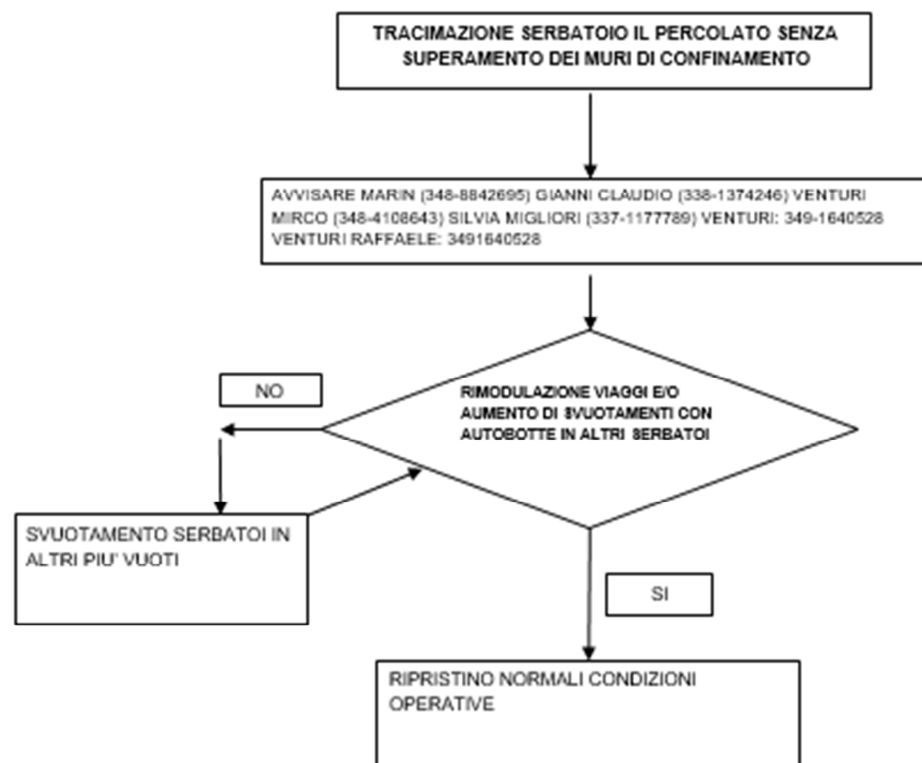 TRACIMAZIONE SERBATOIO IL PERCOLATO SENZA
SUPERAMENTO DEI MURI DI CONFINAMENTO
AVVISARE MARIN (348-8842695) GIANNI CLAUDIO (338-1374246) VENTURI
MIRCO (348-4108643) SILVIA MIGLIORI (337-1177789) VENTURI: 349-1640528
VENTURI RAFFAELE: 3491640528
RIMODULAZIONE VIAGGI E/O
AUMENTO DI SVUOTAMENTI CON
AUTOBOTTE IN ALTRI SERBATOI
NO
SVUOTAMENTO SERBATOI IN
ALTRI PIU' VUOTI
SI
RIPRISTINO NORMALI CONDIZIONI
OPERATIVE